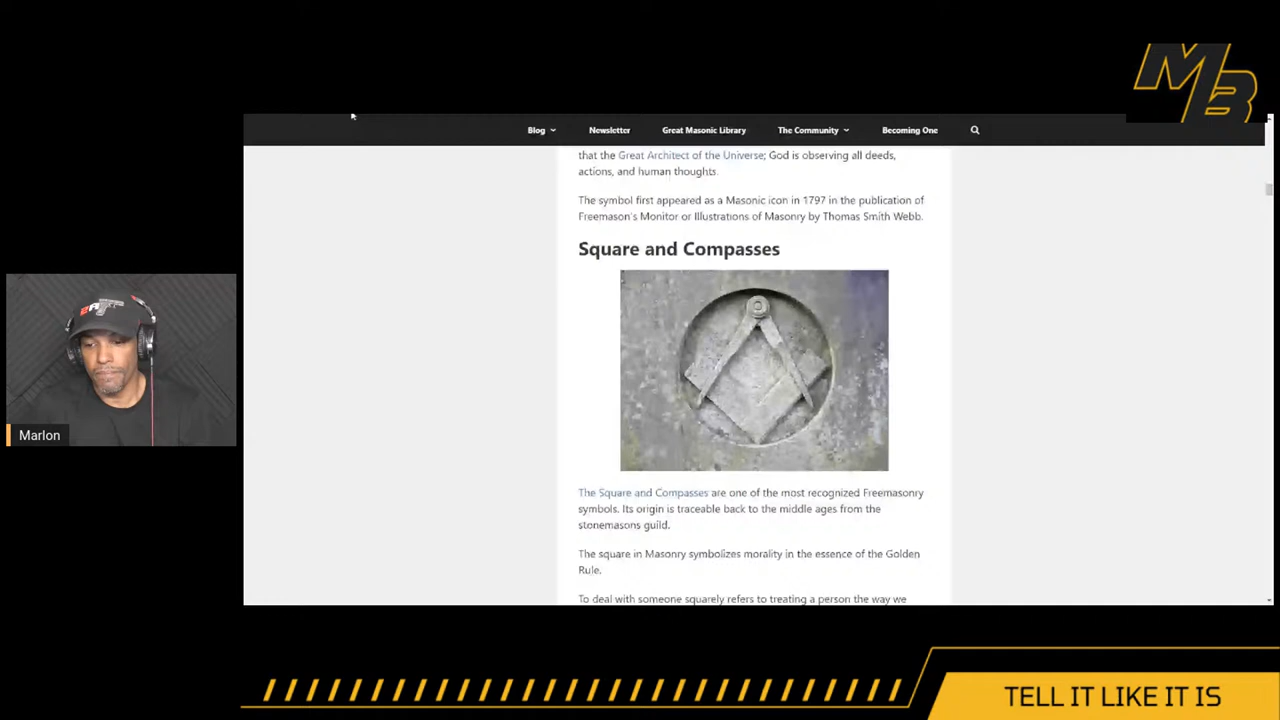 MB
Blog
Newsletter
Great Masonic Library
The Community
Becoming One
that the Great Architect of the Universe; God is observing all deeds,
actions, and human thoughts.
The symbol first appeared as a Masonic icon in 1797 in the publication of
Freemason's Monitor or Illustrations of Masonry by Thomas Smith Webb.
Square and Compasses
The Square and Compasses are one of the most recognized Freemasonry
symbols. Its origin is traceable back to the middle ages from the
stonemasons guild.
The square in Masonry symbolizes morality in the essence of the Golden
Rule.
To deal with someone squarely refers to treating a person the way we
2A
Marlon
TELL IT LIKE IT IS